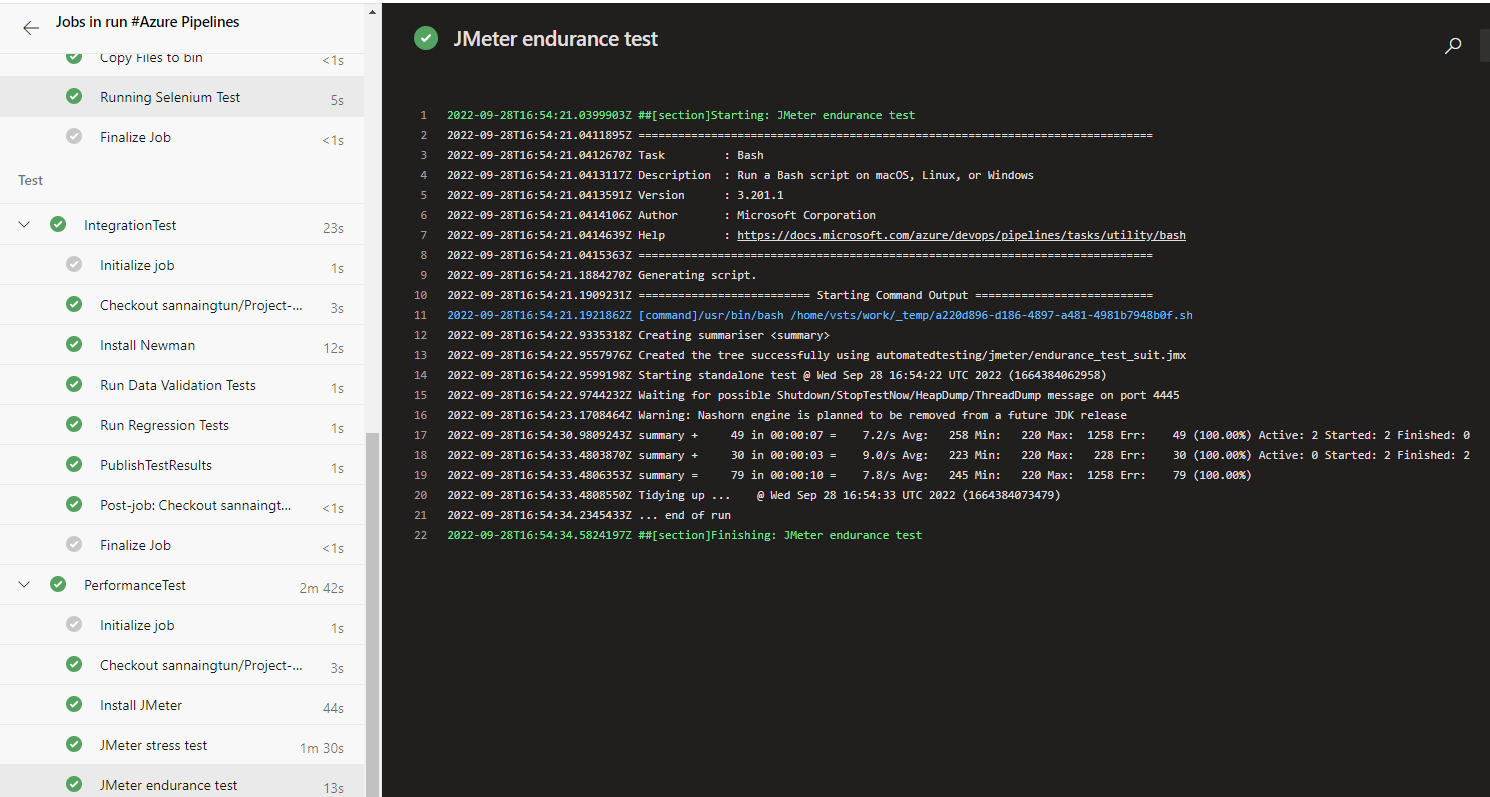 Jobs in run #Azure Pipelines
Copy Files to bin <1s
Running Selenium Test 5s
Finalize Job <1s
Test
IntegrationTest 23s
Initialize job 1s
Checkout sannaingtun/Project-... 3s
Install Newman 12s
Run Data Validation Tests 1s
Run Regression Tests 1s
PublishTestResults 1s
Post-job: Checkout sannaingt... <1s
Finalize Job <1s
PerformanceTest 2m 42s
Initialize job 1s
Checkout sannaingtun/Project-... 3s
Install JMeter 44s
JMeter stress test 1m 30s
JMeter endurance test 13s
JMeter endurance test
1 2022-09-28T16:54:21.0399903Z ##[section]Starting: JMeter endurance test
2 2022-09-28T16:54:21.0411895Z ==============================================================================
3 2022-09-28T16:54:21.0412670Z Task         : Bash
4 2022-09-28T16:54:21.0413117Z Description  : Run a Bash script on macOS, Linux, or Windows
5 2022-09-28T16:54:21.0413591Z Version      : 3.201.1
6 2022-09-28T16:54:21.0414106Z Author       : Microsoft Corporation
7 2022-09-28T16:54:21.0414639Z Help         : https://docs.microsoft.com/azure/devops/pipelines/tasks/utility/bash
8 2022-09-28T16:54:21.0415363Z ==============================================================================
9 2022-09-28T16:54:21.1884270Z Generating script.
10 2022-09-28T16:54:21.1909231Z ========================== Starting Command Output ===========================
11 2022-09-28T16:54:21.1921862Z [command]/usr/bin/bash /home/vsts/work/_temp/a220d896-d186-4897-a481-4981b7948b0f.sh
12 2022-09-28T16:54:22.9335318Z Creating summariser <summary>
13 2022-09-28T16:54:22.9557976Z Created the tree successfully using automatedtesting/jmeter/endurance_test_suit.jmx
14 2022-09-28T16:54:22.9599198Z Starting standalone test @ Wed Sep 28 16:54:22 UTC 2022 (1664384062958)
15 2022-09-28T16:54:22.9744232Z Waiting for possible Shutdown/StopTestNow/HeapDump/ThreadDump message on port 4445
16 2022-09-28T16:54:23.1708464Z Warning: Nashorn engine is planned to be removed from a future JDK release
17 2022-09-28T16:54:30.9809243Z summary +     49 in 00:00:07 =    7.2/s Avg:   258 Min:   220 Max:  1258 Err:    49 (100.00%) Active: 2 Started: 2 Finished: 0
18 2022-09-28T16:54:33.4803870Z summary +     30 in 00:00:03 =    9.0/s Avg:   223 Min:   220 Max:   228 Err:    30 (100.00%) Active: 0 Started: 2 Finished: 2
19 2022-09-28T16:54:33.4806353Z summary =     79 in 00:00:10 =    7.8/s Avg:   245 Min:   220 Max:  1258 Err:    79 (100.00%)
20 2022-09-28T16:54:33.4808550Z Tidying up ...    @ Wed Sep 28 16:54:33 UTC 2022 (1664384073479)
21 2022-09-28T16:54:34.2345433Z ... end of run
22 2022-09-28T16:54:34.5824197Z ##[section]Finishing: JMeter endurance test